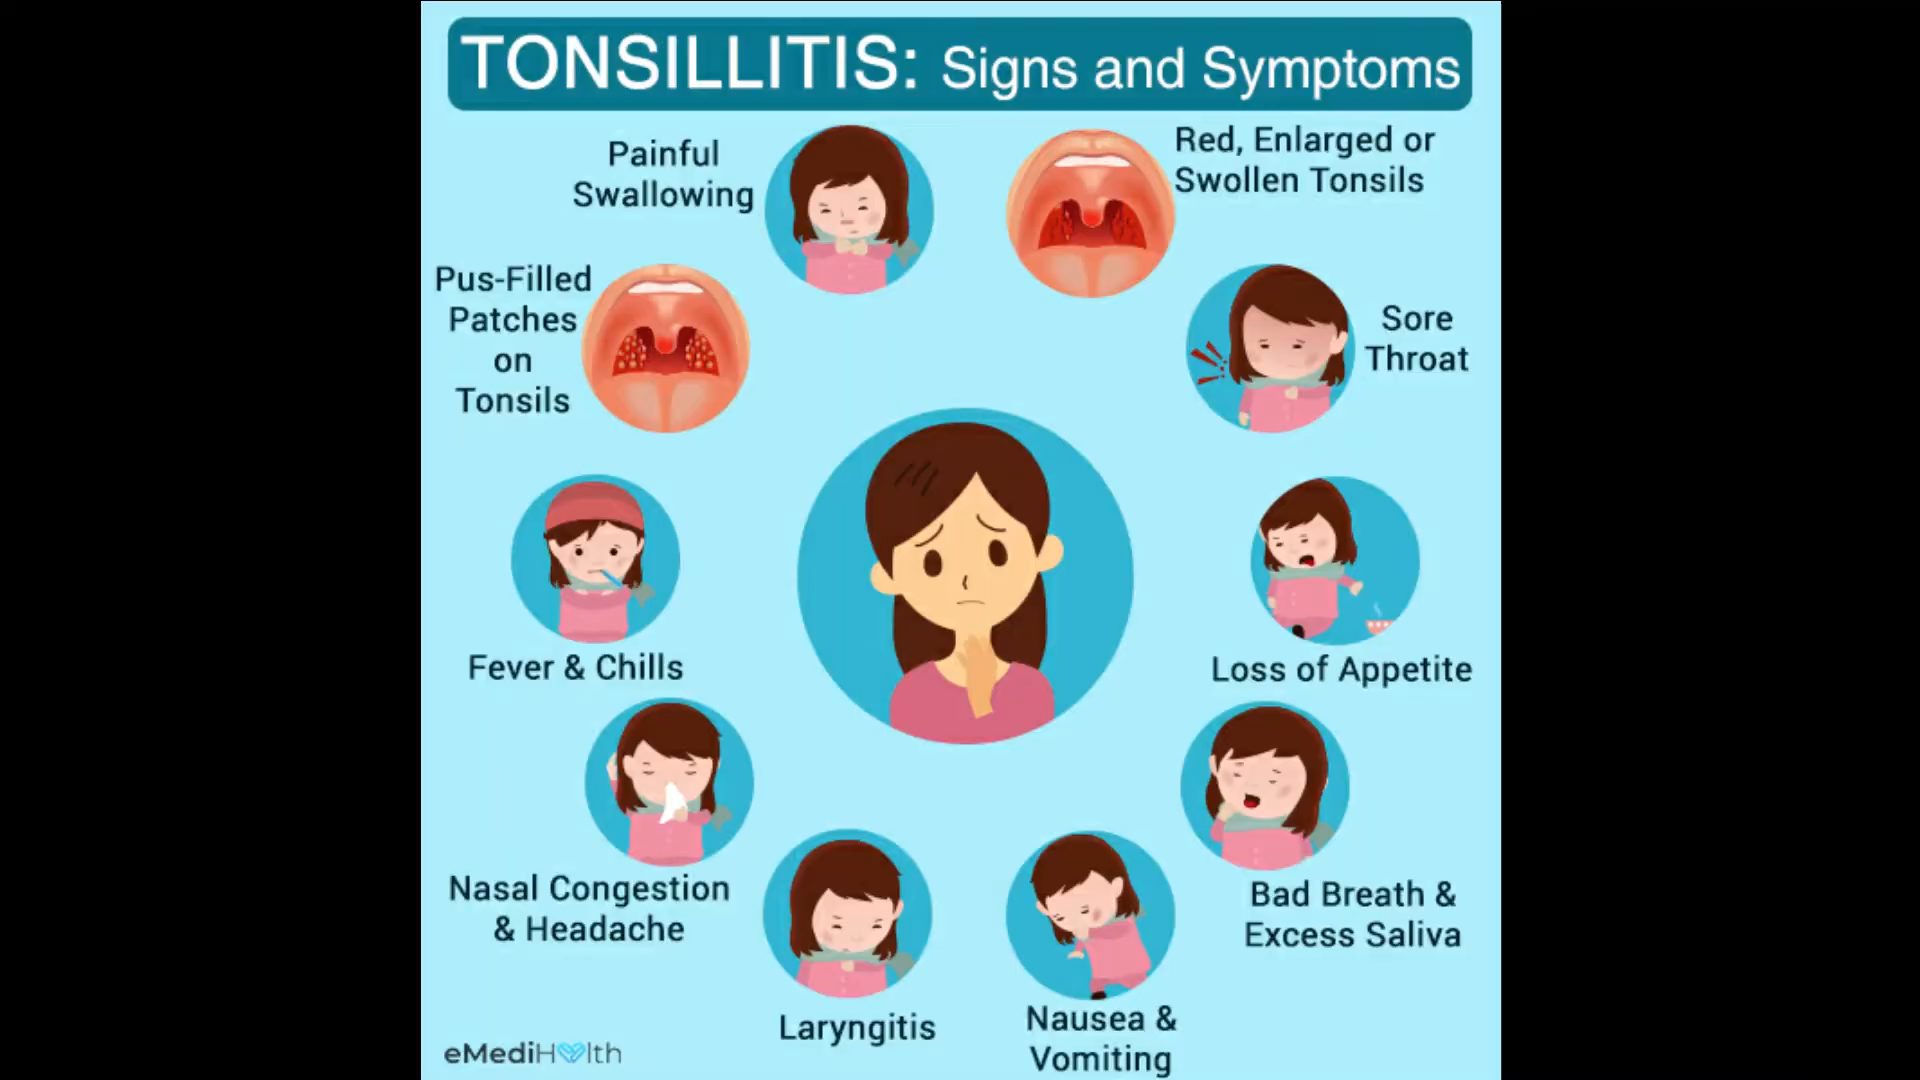 TONSILLITIS: Signs and Symptoms
Painful
Swallowing
Red, Enlarged or
Swollen Tonsils
Pus-Filled
Patches
on
Tonsils
Sore
Throat
Fever & Chills
Loss of Appetite
Nasal Congestion
& Headache
Bad Breath &
Excess Saliva
Laryngitis
Nausea &
Vomiting
eMediHealth